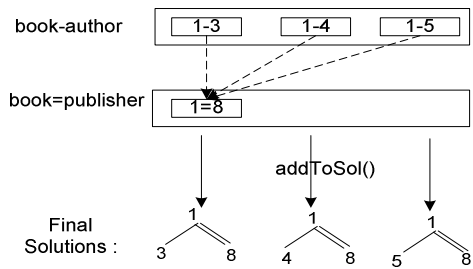 book-author 1-3 1-4 1-5
book=publisher 1=8
addToSol()
Final
Solutions :
1 1 1
3 8 4 8 5 8